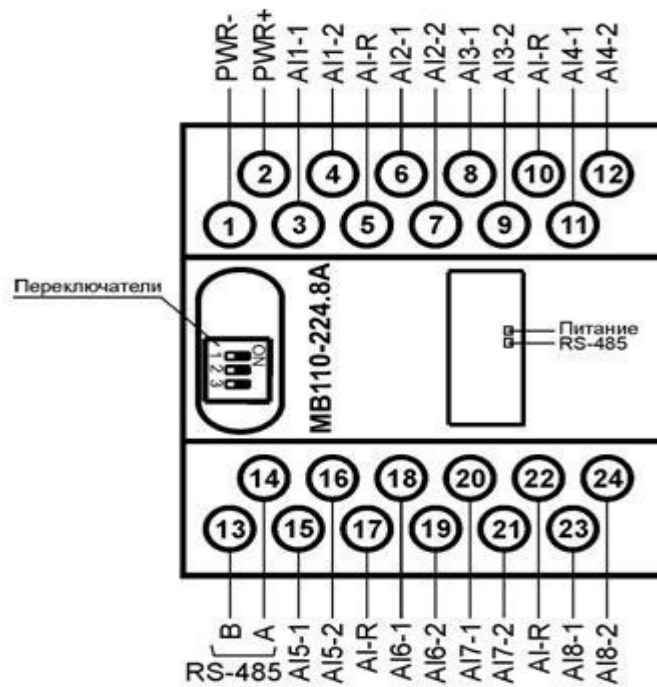 PWR-
PWR+
AI1-1
AI1-2
AI-R
AI2-1
AI2-2
AI3-1
AI3-2
AI-R
AI4-1
AI4-2
2 4 6 8 10 12
1 3 5 7 9 11
Переключатели
ON
1
2
3
МВ110-224.8А
Питание
RS-485
14 16 18 20 22 24
13 15 17 19 21 23
B
A
RS-485
AI5-1
AI5-2
AI-R
AI6-1
AI6-2
AI7-1
AI7-2
AI-R
AI8-1
AI8-2